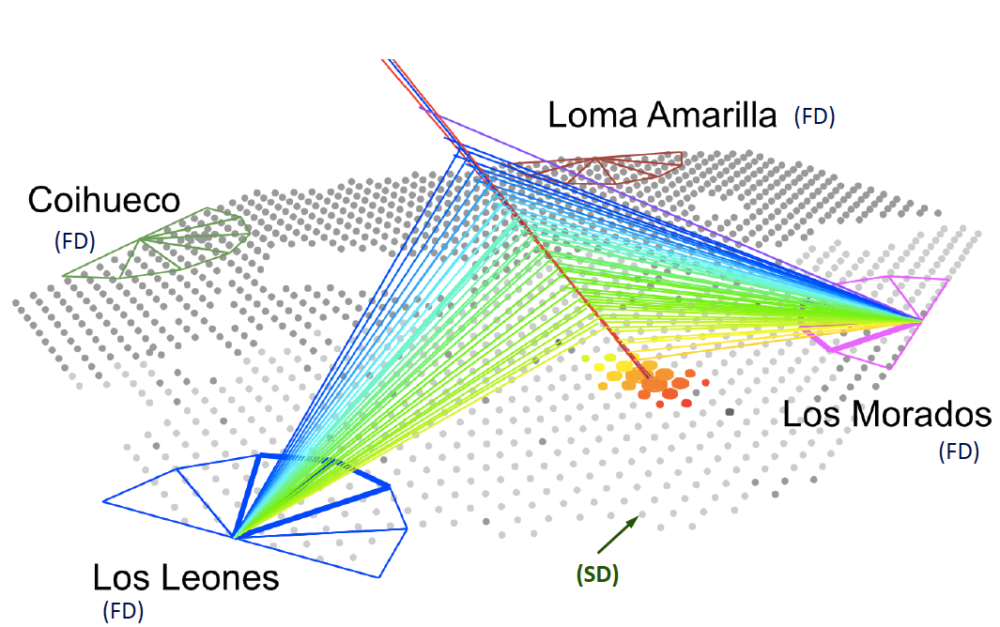 Loma Amarilla (FD)
Coihueco
(FD)
Los Morados
(FD)
(SD)
Los Leones
(FD)